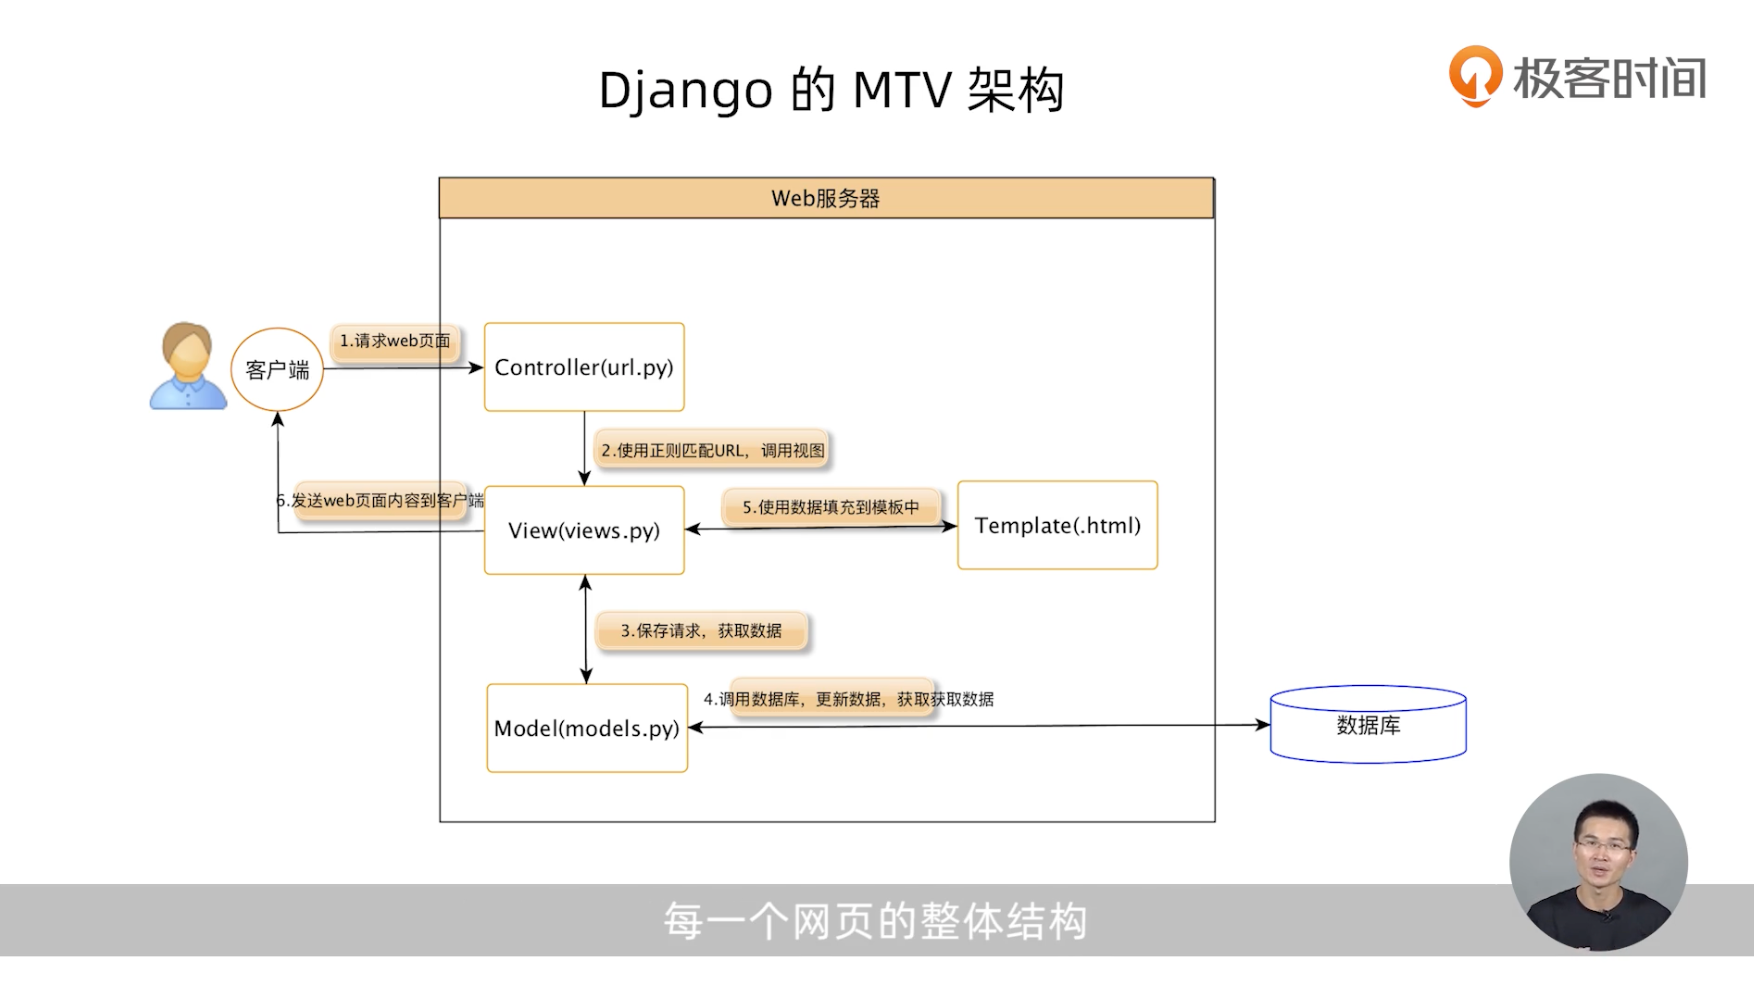 Django 的 MTV 架构
极客时间
Web服务器
客户端
1.请求web页面
Controller(url.py)
2.使用正则匹配URL，调用视图
6.发送web页面内容到客户端
View(views.py)
5.使用数据填充到模板中
Template(.html)
3.保存请求，获取数据
Model(models.py)
4.调用数据库，更新数据，获取获取数据
数据库
每一个网页的整体结构